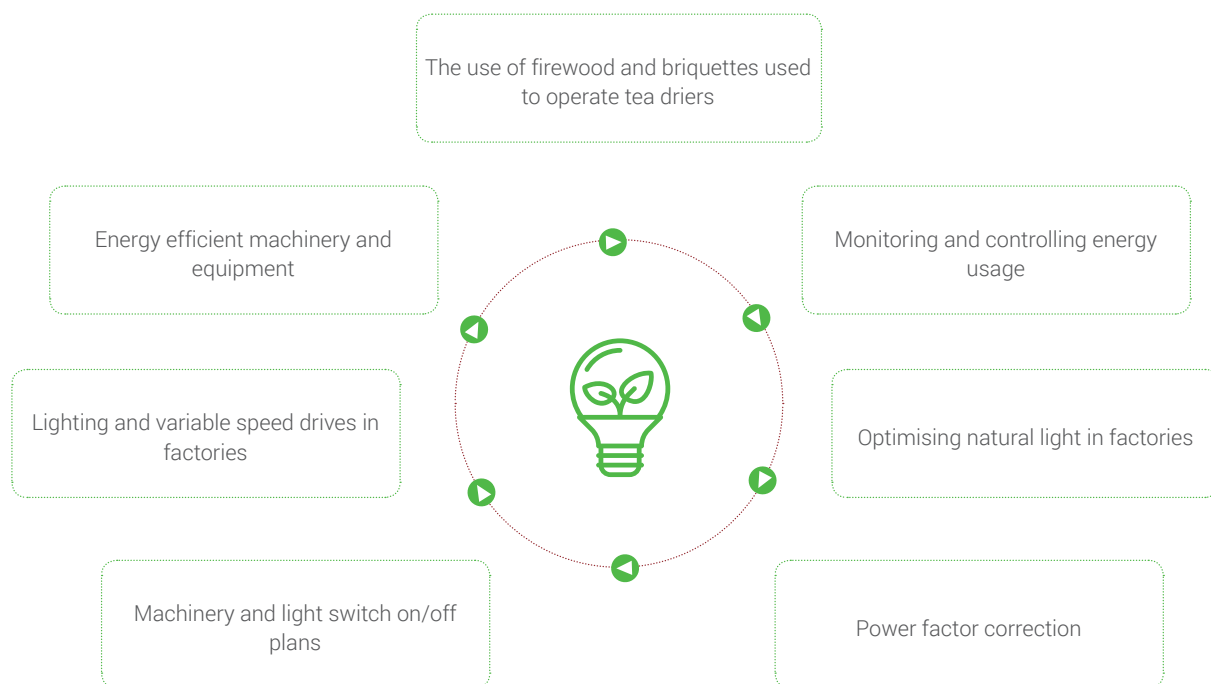 The use of firewood and briquettes used
to operate tea driers
Energy efficient machinery and
equipment
Monitoring and controlling energy
usage
Lighting and variable speed drives in
factories
Optimising natural light in factories
Machinery and light switch on/off
plans
Power factor correction